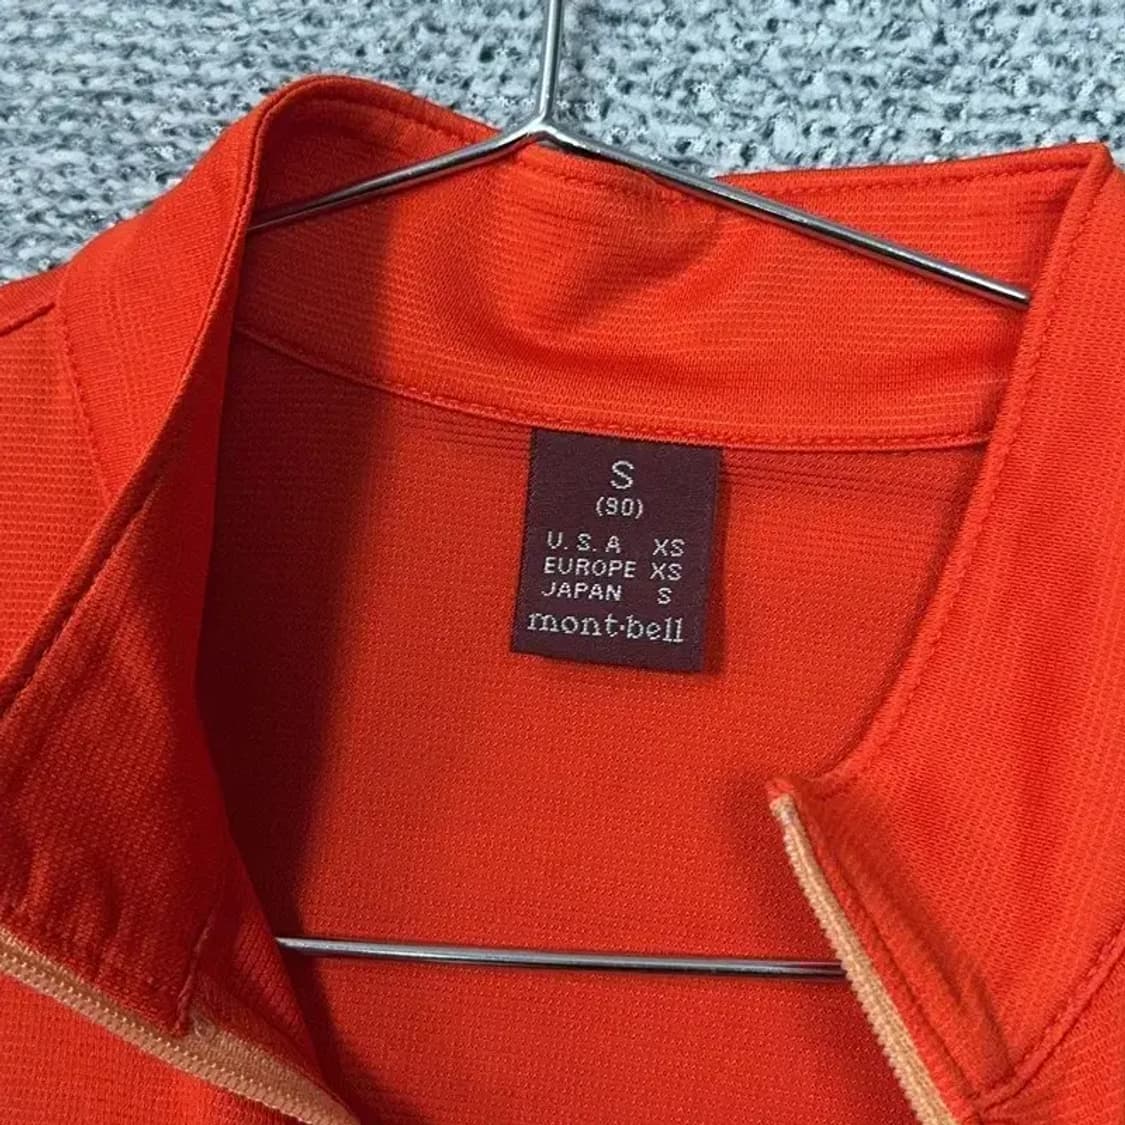 S
(90)
U.S.A XS
EUROPE XS
JAPAN S
mont·bell